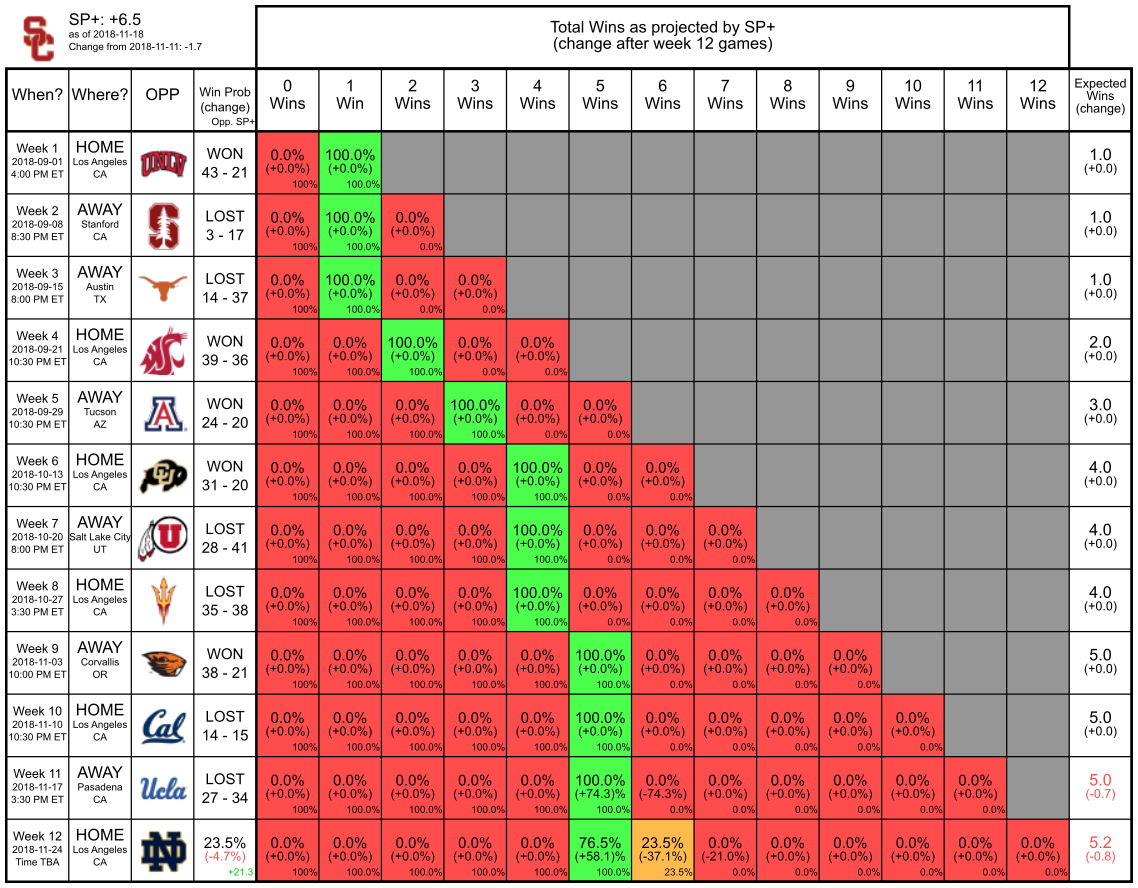 SC
SP+: +6.5
as of 2018-11-18
Change from 2018-11-11: -1.7
Total Wins as projected by SP+
(change after week 12 games)
When? Where? OPP Win Prob (change) Opp. SP+ 0 Wins 1 Win 2 Wins 3 Wins 4 Wins 5 Wins 6 Wins 7 Wins 8 Wins 9 Wins 10 Wins 11 Wins 12 Wins Expected Wins (change)
Week 1 HOME UNLV WON 0.0% 100.0% 1.0
2018-09-01 Los Angeles (+0.0%) (+0.0%) (+0.0)
4:00 PM ET CA 43 - 21 100% 100.0%
Week 2 AWAY S LOST 0.0% 100.0% 0.0% 1.0
2018-09-08 Stanford (+0.0%) (+0.0%) (+0.0%) (+0.0)
8:30 PM ET CA 3 - 17 100% 100.0% 0.0%
Week 3 AWAY LOST 0.0% 100.0% 0.0% 0.0% 1.0
2018-09-15 Austin (+0.0%) (+0.0%) (+0.0%) (+0.0%) (+0.0)
8:00 PM ET TX 14 - 37 100% 100.0% 0.0% 0.0%
Week 4 HOME WON 0.0% 0.0% 100.0% 0.0% 0.0% 2.0
2018-09-21 Los Angeles (+0.0%) (+0.0%) (+0.0%) (+0.0%) (+0.0%) (+0.0)
10:30 PM ET CA 39 - 36 100% 100.0% 100.0% 0.0% 0.0%
Week 5 AWAY A WON 0.0% 0.0% 0.0% 100.0% 0.0% 0.0% 3.0
2018-09-29 Tucson (+0.0%) (+0.0%) (+0.0%) (+0.0%) (+0.0%) (+0.0%) (+0.0)
10:30 PM ET AZ 24 - 20 100% 100.0% 100.0% 100.0% 0.0% 0.0%
Week 6 HOME CU WON 0.0% 0.0% 0.0% 0.0% 100.0% 0.0% 0.0% 4.0
2018-10-13 Los Angeles (+0.0%) (+0.0%) (+0.0%) (+0.0%) (+0.0%) (+0.0%) (+0.0%) (+0.0)
10:30 PM ET CA 31 - 20 100% 100.0% 100.0% 100.0% 100.0% 0.0% 0.0%
Week 7 AWAY U LOST 0.0% 0.0% 0.0% 0.0% 100.0% 0.0% 0.0% 0.0% 4.0
2018-10-20 Salt Lake City (+0.0%) (+0.0%) (+0.0%) (+0.0%) (+0.0%) (+0.0%) (+0.0%) (+0.0%) (+0.0)
8:00 PM ET UT 28 - 41 100% 100.0% 100.0% 100.0% 100.0% 0.0% 0.0% 0.0%
Week 8 HOME LOST 0.0% 0.0% 0.0% 0.0% 100.0% 0.0% 0.0% 0.0% 0.0% 4.0
2018-10-27 Los Angeles (+0.0%) (+0.0%) (+0.0%) (+0.0%) (+0.0%) (+0.0%) (+0.0%) (+0.0%) (+0.0%) (+0.0)
3:30 PM ET CA 35 - 38 100% 100.0% 100.0% 100.0% 100.0% 0.0% 0.0% 0.0% 0.0%
Week 9 AWAY WON 0.0% 0.0% 0.0% 0.0% 0.0% 100.0% 0.0% 0.0% 0.0% 0.0% 5.0
2018-11-03 Corvallis (+0.0%) (+0.0%) (+0.0%) (+0.0%) (+0.0%) (+0.0%) (+0.0%) (+0.0%) (+0.0%) (+0.0%) (+0.0)
10:00 PM ET OR 38 - 21 100% 100.0% 100.0% 100.0% 100.0% 100.0% 0.0% 0.0% 0.0% 0.0%
Week 10 HOME Cal LOST 0.0% 0.0% 0.0% 0.0% 0.0% 100.0% 0.0% 0.0% 0.0% 0.0% 0.0% 5.0
2018-11-10 Los Angeles (+0.0%) (+0.0%) (+0.0%) (+0.0%) (+0.0%) (+0.0%) (+0.0%) (+0.0%) (+0.0%) (+0.0%) (+0.0%) (+0.0)
10:30 PM ET CA 14 - 15 100% 100.0% 100.0% 100.0% 100.0% 100.0% 0.0% 0.0% 0.0% 0.0% 0.0%
Week 11 AWAY Ucla LOST 0.0% 0.0% 0.0% 0.0% 0.0% 100.0% 0.0% 0.0% 0.0% 0.0% 0.0% 0.0% 5.0
2018-11-17 Pasadena (+0.0%) (+0.0%) (+0.0%) (+0.0%) (+0.0%) (+74.3)% (-74.3%) (+0.0%) (+0.0%) (+0.0%) (+0.0%) (+0.0%) (-0.7)
3:30 PM ET CA 27 - 34 100% 100.0% 100.0% 100.0% 100.0% 100.0% 0.0% 0.0% 0.0% 0.0% 0.0% 0.0%
Week 12 HOME ND 23.5% 0.0% 0.0% 0.0% 0.0% 0.0% 76.5% 23.5% 0.0% 0.0% 0.0% 0.0% 0.0% 0.0% 5.2
2018-11-24 Los Angeles (-4.7%) (+0.0%) (+0.0%) (+0.0%) (+0.0%) (+0.0%) (+58.1)% (-37.1%) (-21.0%) (+0.0%) (+0.0%) (+0.0%) (+0.0%) (+0.0%) (-0.8)
Time TBA CA +21.3 100% 100.0% 100.0% 100.0% 100.0% 100.0% 23.5% 0.0% 0.0% 0.0% 0.0% 0.0% 0.0%